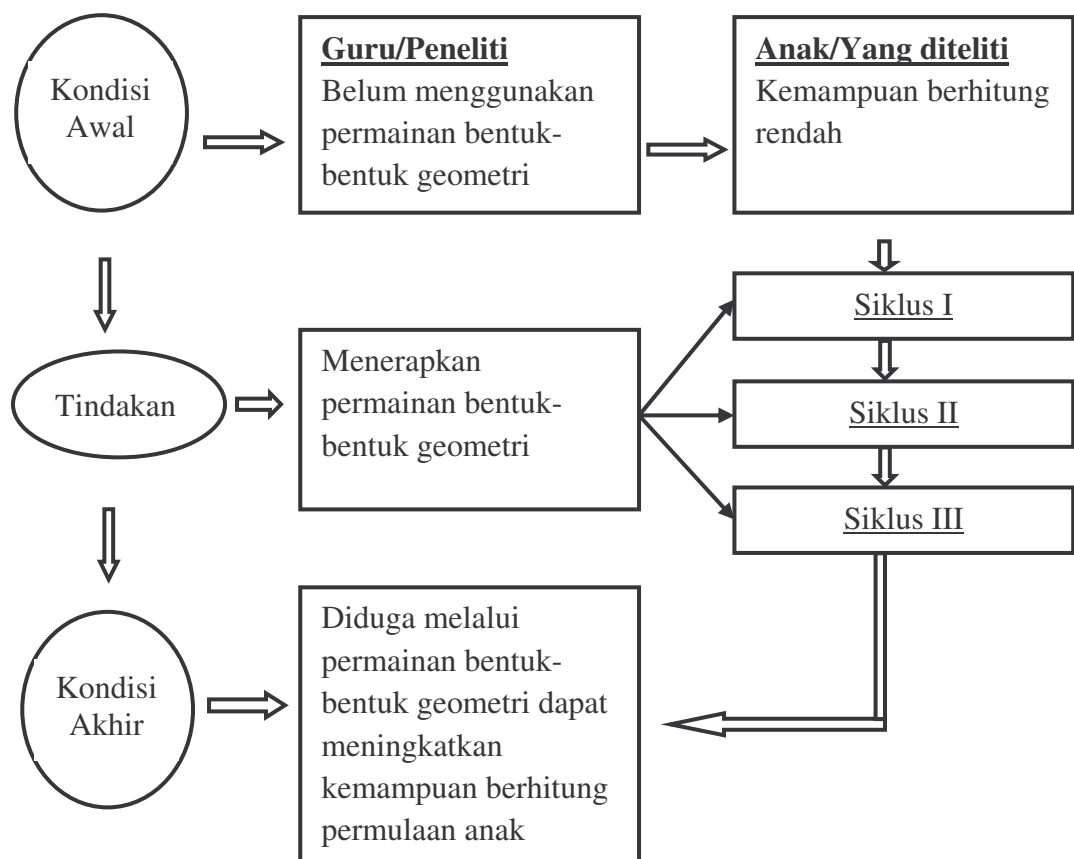 Kondisi
Awal
Guru/Peneliti
Belum menggunakan
permainan bentuk-
bentuk geometri
Anak/Yang diteliti
Kemampuan berhitung
rendah
Tindakan
Menerapkan
permainan bentuk-
bentuk geometri
Siklus I
Siklus II
Siklus III
Kondisi
Akhir
Diduga melalui
permainan bentuk-
bentuk geometri dapat
meningkatkan
kemampuan berhitung
permulaan anak